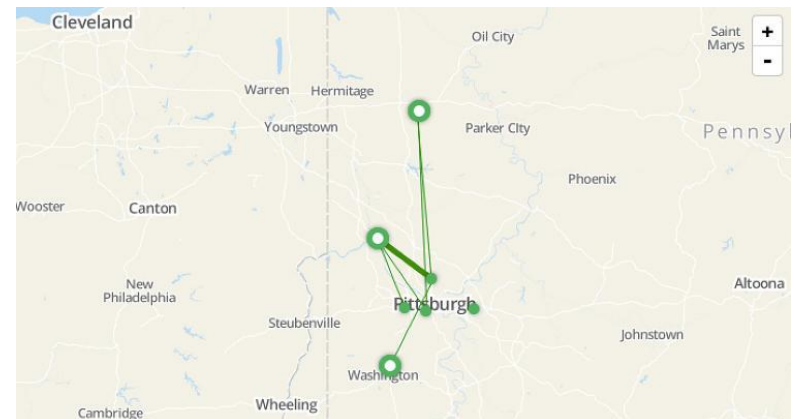 Cleveland
Oil City
Saint
Marys
+
-
Warren
Hermitage
Youngstown
Parker CIty
Pennsyl
Phoenix
Wooster
Canton
New
Philadelphia
Altoona
Pittsburgh
Steubenville
Johnstown
Washington
Wheeling
Cambridge